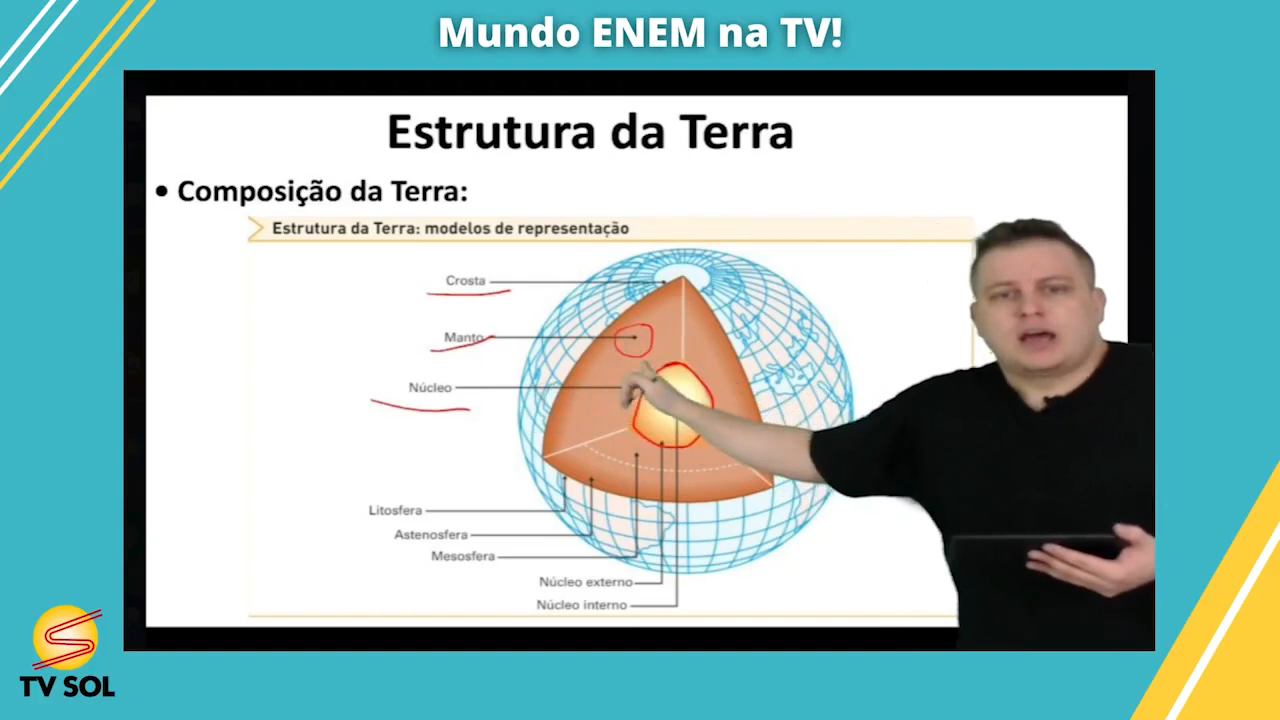 Mundo ENEM na TV!
Estrutura da Terra
• Composição da Terra:
Estrutura da Terra: modelos de representação
Crosta
Manto
Núcleo
Litosfera
Astenosfera
Mesosfera
Núcleo externo
Núcleo interno
TV SOL